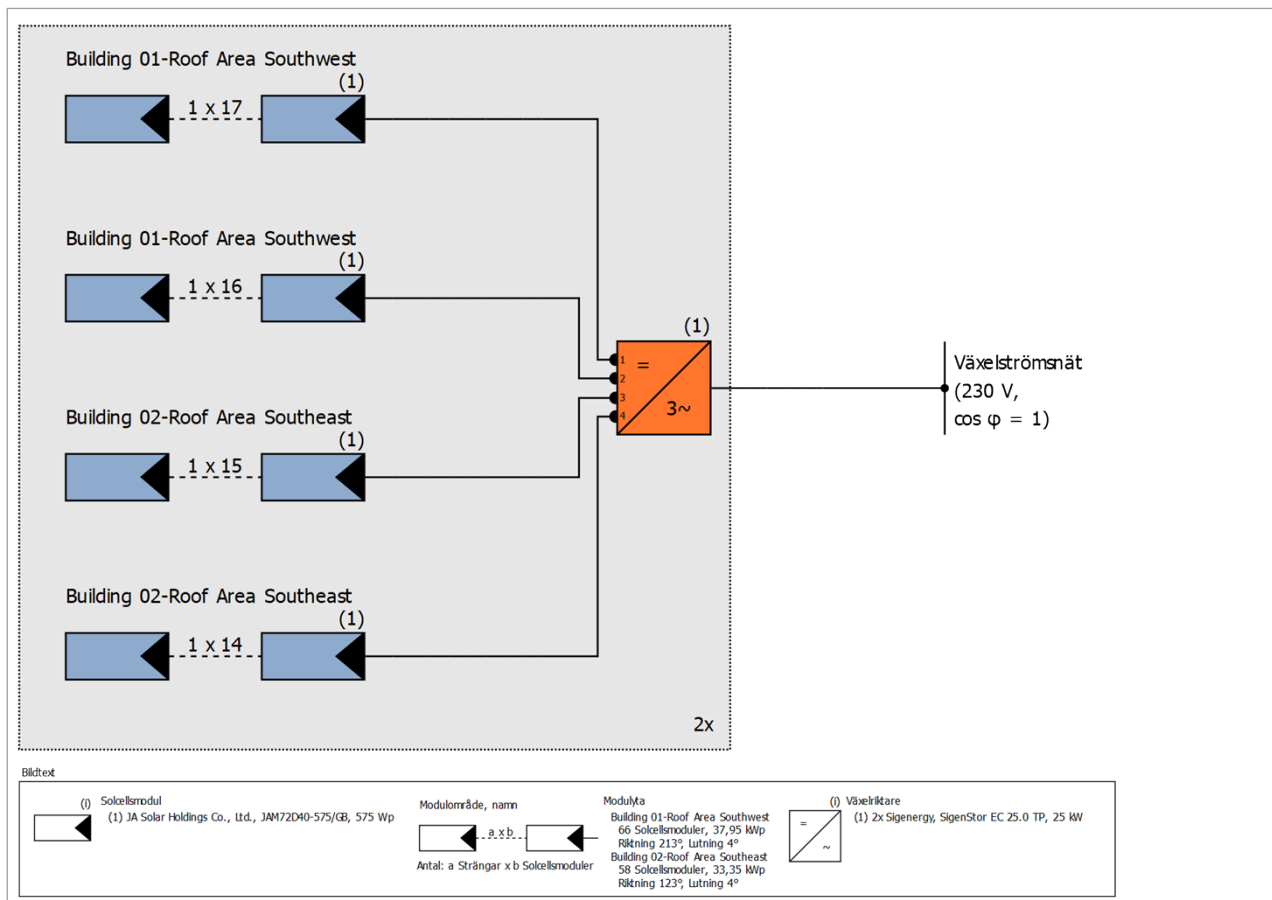 Building 01-Roof Area Southwest
(1)
1 x 17
Building 01-Roof Area Southwest
(1)
1 x 16
(1)
1
=
2
3
3~
4
Växelströmsnät
(230 V,
cos φ = 1)
Building 02-Roof Area Southeast
(1)
1 x 15
Building 02-Roof Area Southeast
(1)
1 x 14
2x
Bildtext
(i) Solcellsmodul
(1) JA Solar Holdings Co., Ltd., JAM72D40-575/GB, 575 Wp
Modulområde, namn
a x b
Antal: a Strängar x b Solcellsmoduler
Modulyta
Building 01-Roof Area Southwest
66 Solcellsmoduler, 37,95 kWp
Riktning 213°, Lutning 4°
Building 02-Roof Area Southeast
58 Solcellsmoduler, 33,35 kWp
Riktning 123°, Lutning 4°
=
~
(i) Växelriktare
(1) 2x Sigenergy, SigenStor EC 25.0 TP, 25 kW